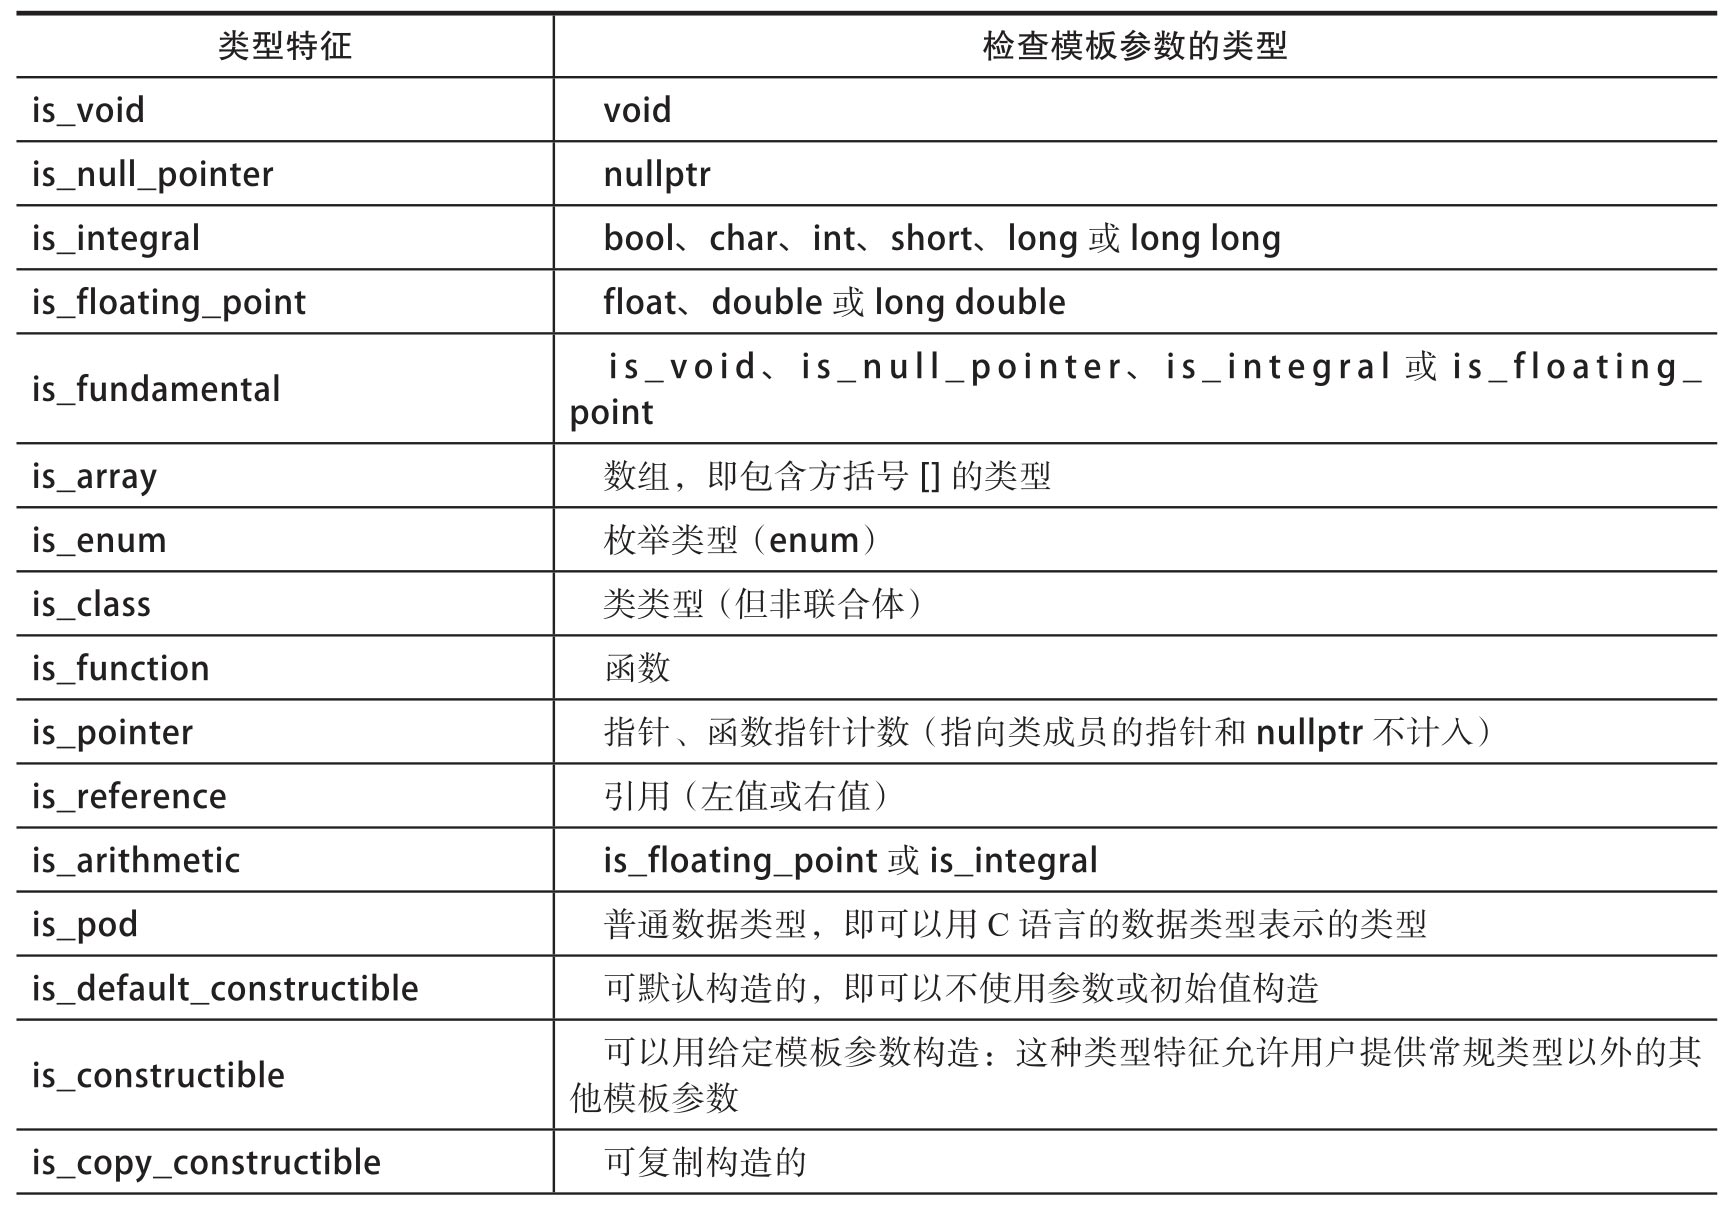 类型特征 检查模板参数的类型
is_void void
is_null_pointer nullptr
is_integral bool、char、int、short、long 或 long long
is_floating_point float、double 或 long double
is_fundamental is_void、is_null_pointer、is_integral 或 is_floating_
point
is_array 数组，即包含方括号 [] 的类型
is_enum 枚举类型（enum）
is_class 类类型（但非联合体）
is_function 函数
is_pointer 指针、函数指针计数（指向类成员的指针和 nullptr 不计入）
is_reference 引用（左值或右值）
is_arithmetic is_floating_point 或 is_integral
is_pod 普通数据类型，即可以用 C 语言的数据类型表示的类型
is_default_constructible 可默认构造的，即可以不使用参数或初始值构造
is_constructible 可以用给定模板参数构造：这种类型特征允许用户提供常规类型以外的其
他模板参数
is_copy_constructible 可复制构造的